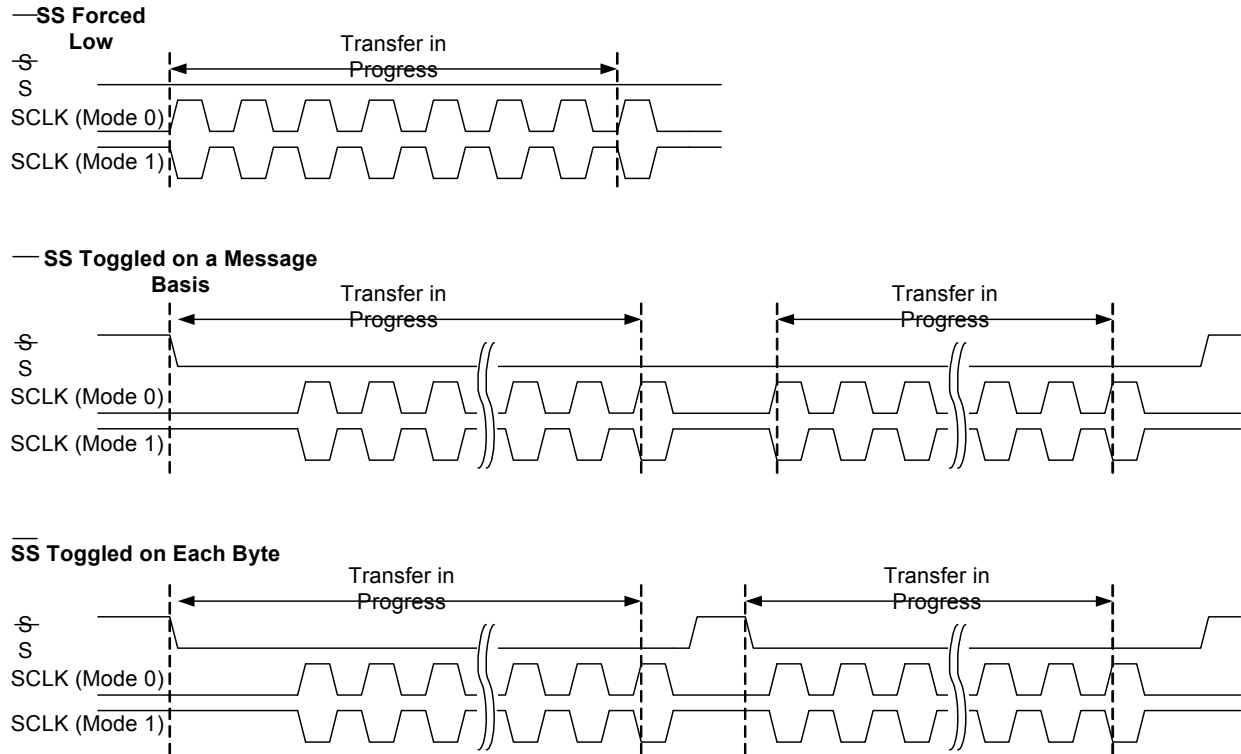 SS Forced
Low
Transfer in
Progress
S
S
SCLK (Mode 0)
SCLK (Mode 1)
SS Toggled on a Message
Basis
Transfer in
Progress
Transfer in
Progress
S
S
SCLK (Mode 0)
SCLK (Mode 1)
SS Toggled on Each Byte
Transfer in
Progress
Transfer in
Progress
S
S
SCLK (Mode 0)
SCLK (Mode 1)